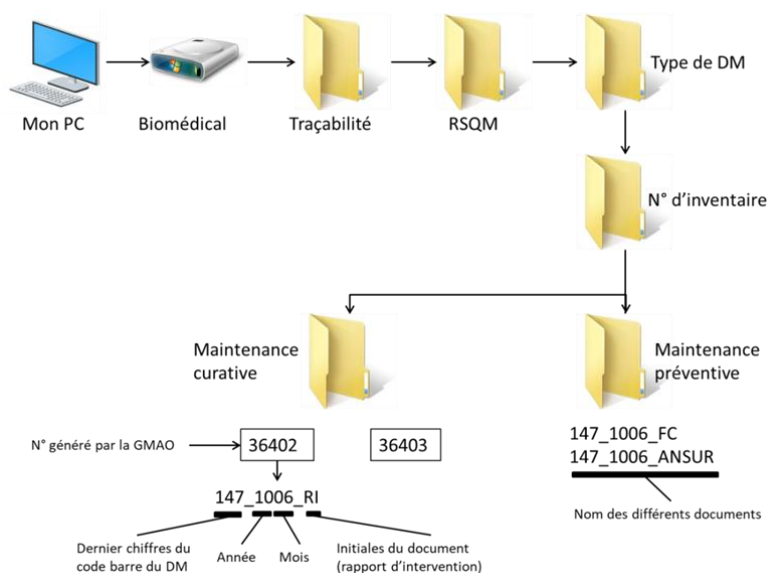 Mon PC
Biomédical
Traçabilité
RSQM
Type de DM
N° d'inventaire
Maintenance
curative
Maintenance
préventive
N° généré par la GMAO
36402
36403
147_1006_RI
Dernier chiffres du
code barre du DM
Année
Mois
Initiales du document
(rapport d'intervention)
147_1006_FC
147_1006_ANSUR
Nom des différents documents